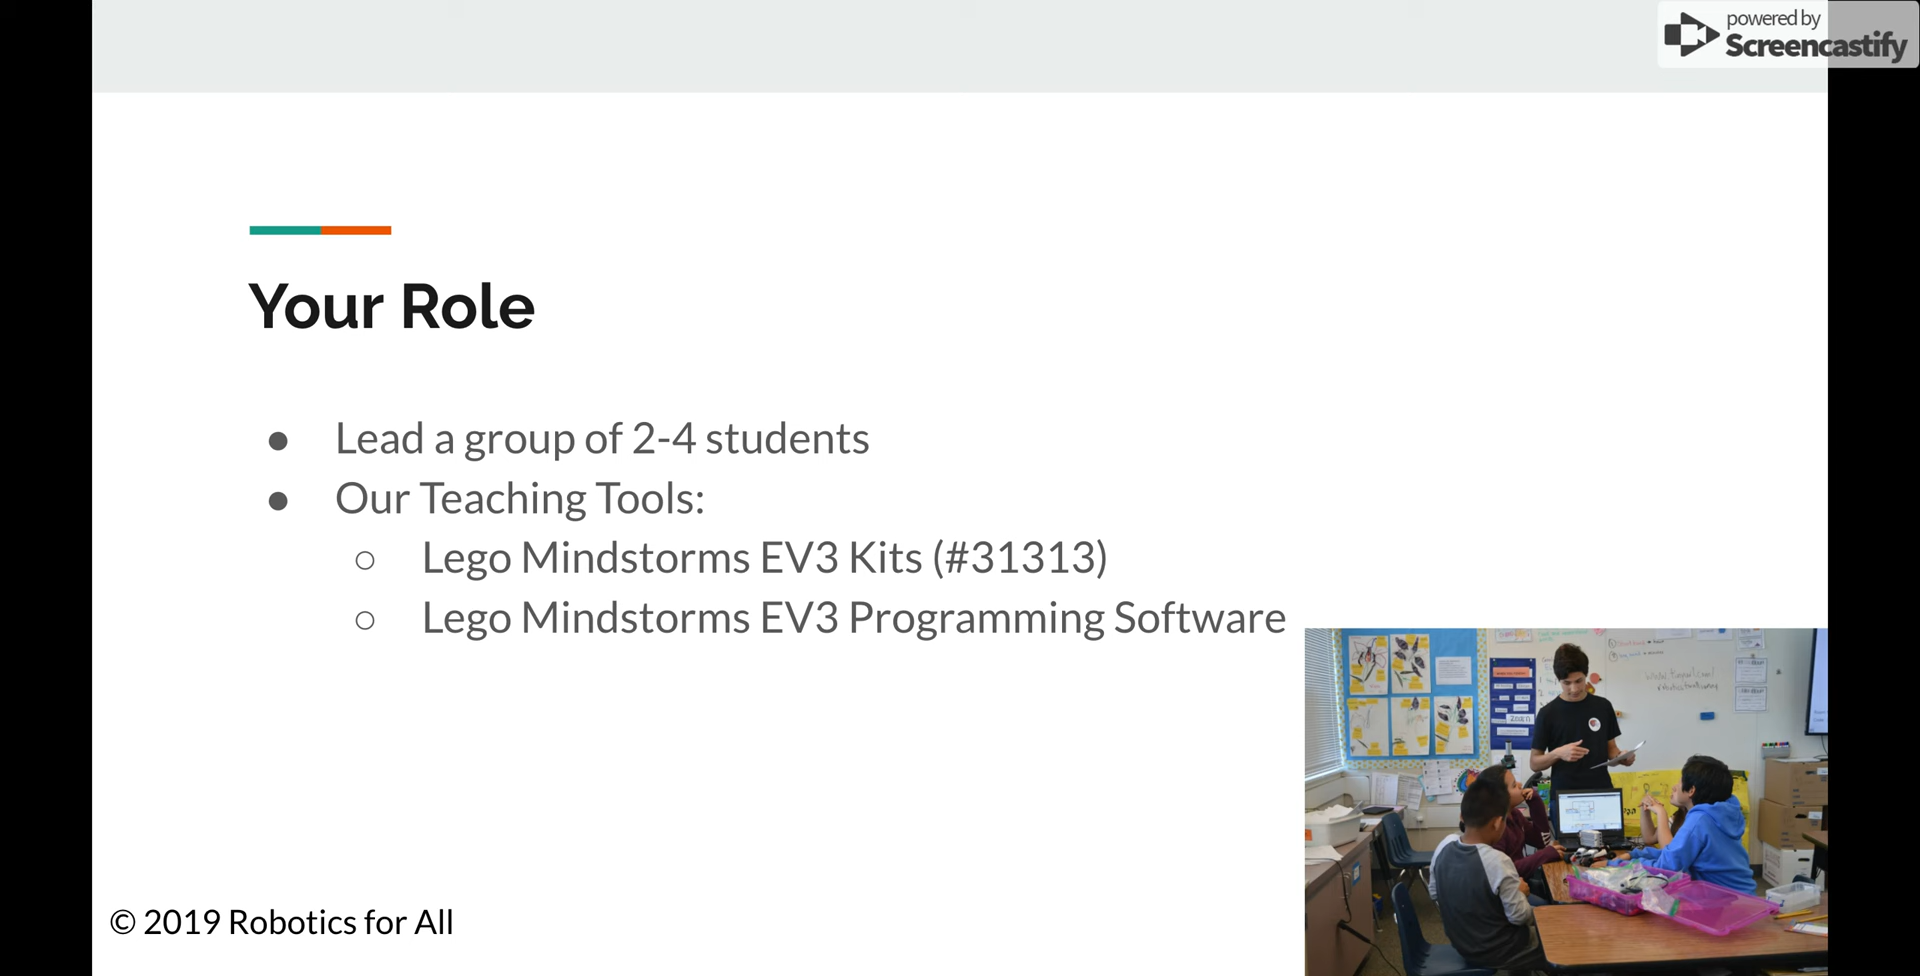 powered by
Screencastify
Your Role
● Lead a group of 2-4 students
● Our Teaching Tools:
○ Lego Mindstorms EV3 Kits (#31313)
○ Lego Mindstorms EV3 Programming Software
© 2019 Robotics for All